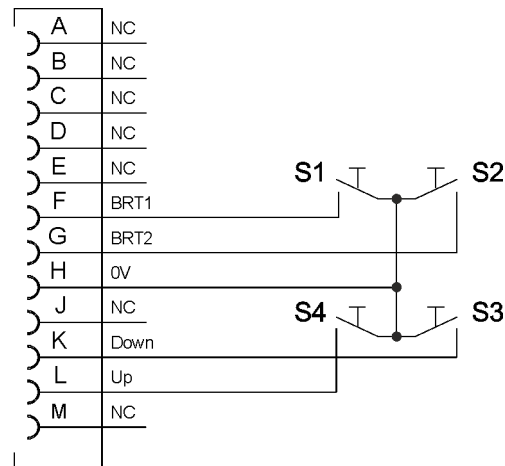 A NC
B NC
C NC
D NC
E NC
S1 S2
F BRT1
G BRT2
H 0V
J NC
S4 S3
K Down
L Up
M NC